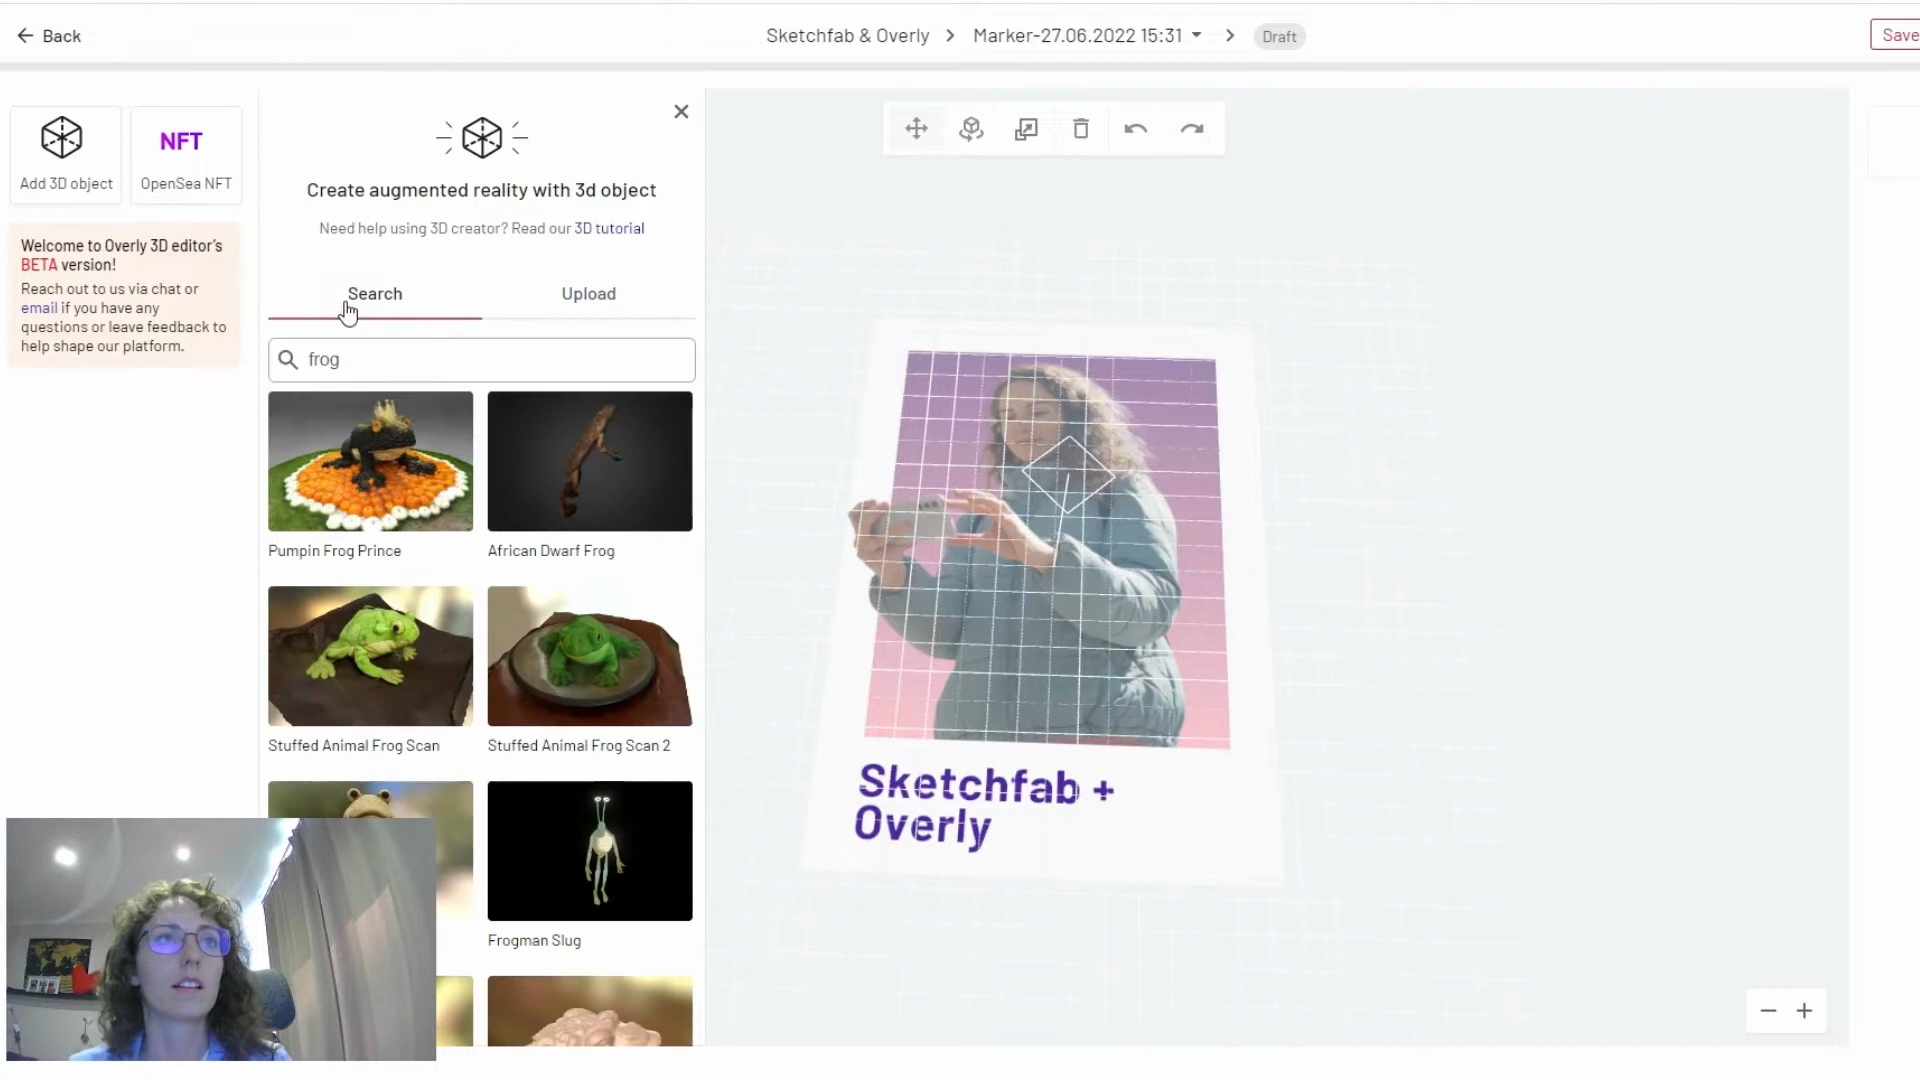 Back
Sketchfab & Overly
Marker-27.06.2022 15:31
Draft
Save
Add 3D object
NFT
OpenSea NFT
Welcome to Overly 3D editor's
BETA version!
Reach out to us via chat or
email if you have any
questions or leave feedback to
help shape our platform.
Create augmented reality with 3d object
Need help using 3D creator? Read our 3D tutorial
Search
Upload
frog
Pumpin Frog Prince
African Dwarf Frog
Stuffed Animal Frog Scan
Stuffed Animal Frog Scan 2
Frogman Slug
Sketchfab +
Overly